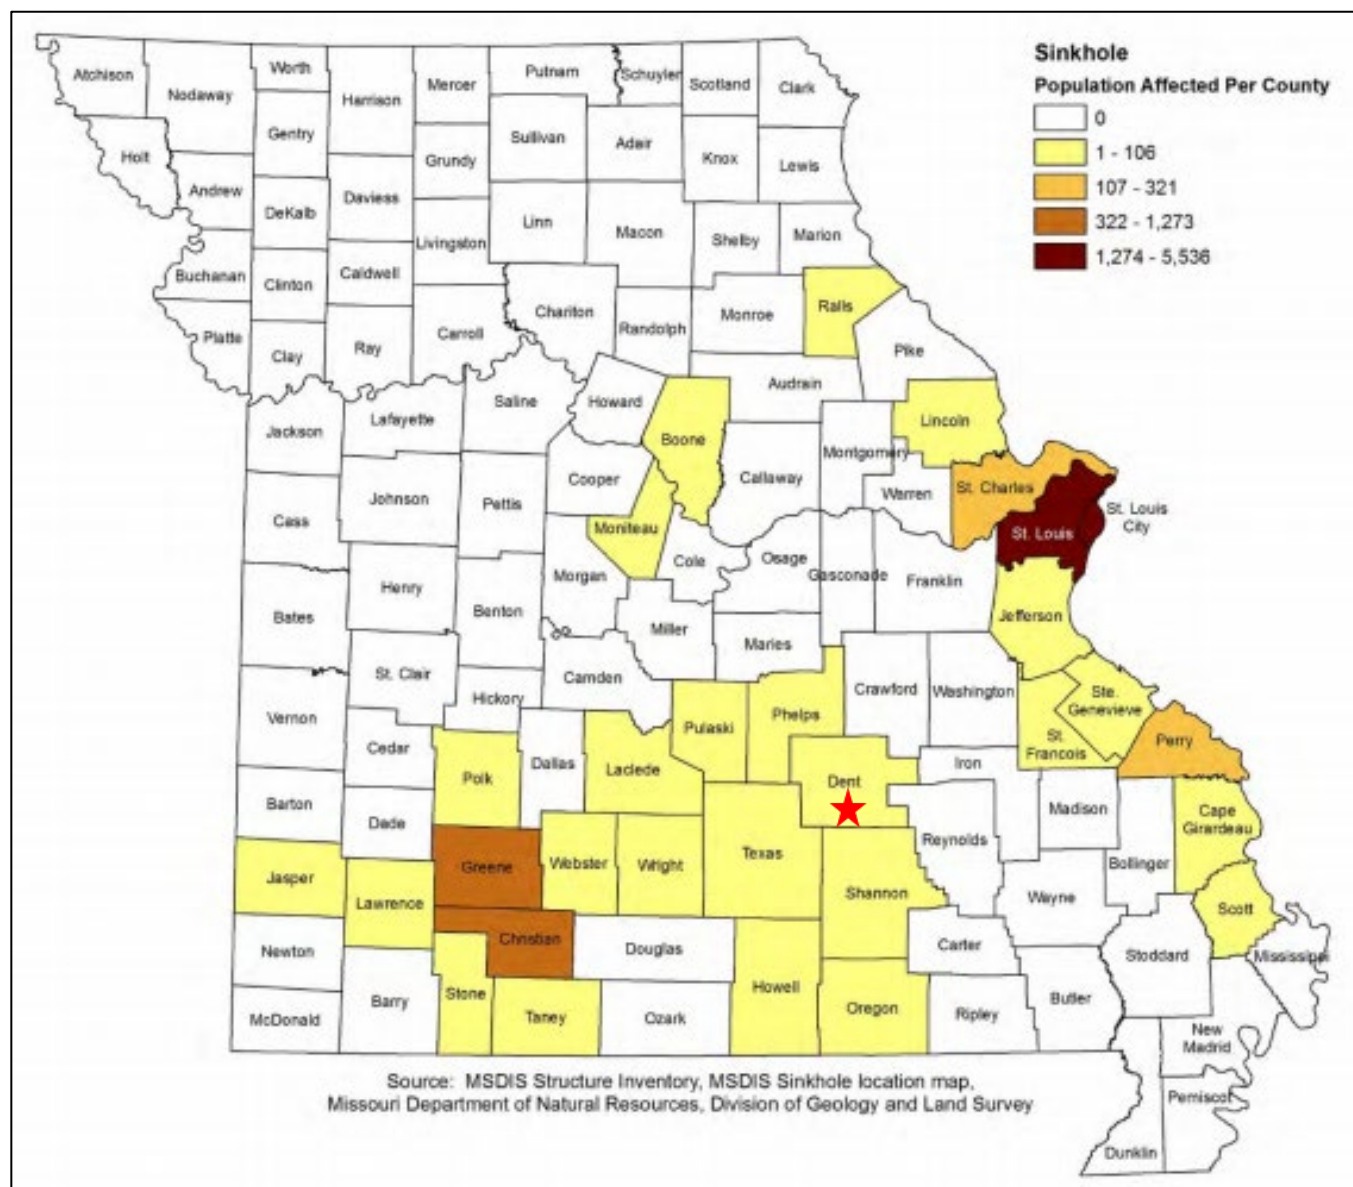 Sinkhole
Population Affected Per County
0
1 - 106
107 - 321
322 - 1,273
1,274 - 5,536
Atchison
Nodaway
Worth
Harrison
Mercer
Putnam
Schuyler
Scotland
Clark
Gentry
Sullivan
Adair
Knox
Lewis
Holt
Andrew
DeKalb
Daviess
Grundy
Linn
Macon
Shelby
Marion
Livingston
Buchanan
Clinton
Caldwell
Chariton
Randolph
Monroe
Ralls
Platte
Clay
Ray
Carroll
Pike
Audrain
Jackson
Lafayette
Saline
Howard
Boone
Lincoln
Callaway
Montgomery
Warren
St. Charles
Cass
Johnson
Pettis
Cooper
Moniteau
St. Louis
St. Louis
City
Cole
Osage
Gasconade
Franklin
Bates
Henry
Benton
Morgan
Miller
Maries
Jefferson
St. Clair
Hickory
Camden
Crawford
Washington
Ste.
Genevieve
Vernon
Cedar
Polk
Dallas
Laclede
Pulaski
Phelps
Dent
Iron
St.
Francois
Perry
Barton
Dade
Madison
Cape
Girardeau
Jasper
Lawrence
Greene
Webster
Wright
Texas
Shannon
Reynolds
Bollinger
Wayne
Scott
Newton
Christian
Douglas
Howell
Carter
Stoddard
Mississippi
McDonald
Barry
Stone
Taney
Ozark
Oregon
Ripley
Butler
New
Madrid
Pemiscot
Dunklin
Source: MSDIS Structure Inventory, MSDIS Sinkhole location map,
Missouri Department of Natural Resources, Division of Geology and Land Survey